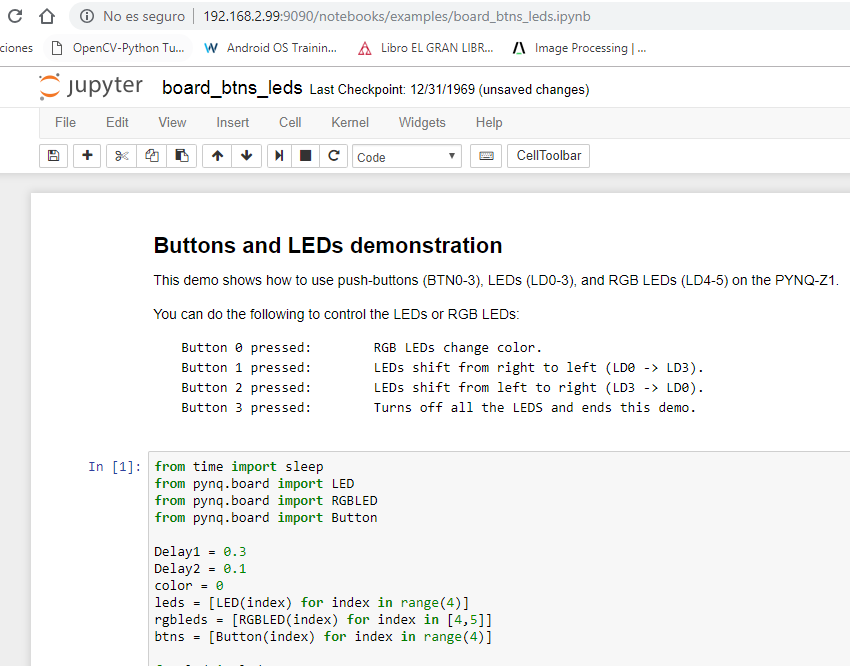 No es seguro | 192.168.2.99:9090/notebooks/examples/board_btns_leds.ipynb
ciones OpenCV-Python Tu... Android OS Trainin... Libro EL GRAN LIBR... Image Processing | ...
jupyter board_btns_leds Last Checkpoint: 12/31/1969 (unsaved changes)
File Edit View Insert Cell Kernel Widgets Help
Code CellToolbar
Buttons and LEDs demonstration
This demo shows how to use push-buttons (BTN0-3), LEDs (LD0-3), and RGB LEDs (LD4-5) on the PYNQ-Z1.
You can do the following to control the LEDs or RGB LEDs:
Button 0 pressed: RGB LEDs change color.
Button 1 pressed: LEDs shift from right to left (LD0 -> LD3).
Button 2 pressed: LEDs shift from left to right (LD3 -> LD0).
Button 3 pressed: Turns off all the LEDS and ends this demo.
In [1]: from time import sleep
from pynq.board import LED
from pynq.board import RGBLED
from pynq.board import Button
Delay1 = 0.3
Delay2 = 0.1
color = 0
leds = [LED(index) for index in range(4)]
rgbleds = [RGBLED(index) for index in [4,5]]
btns = [Button(index) for index in range(4)]